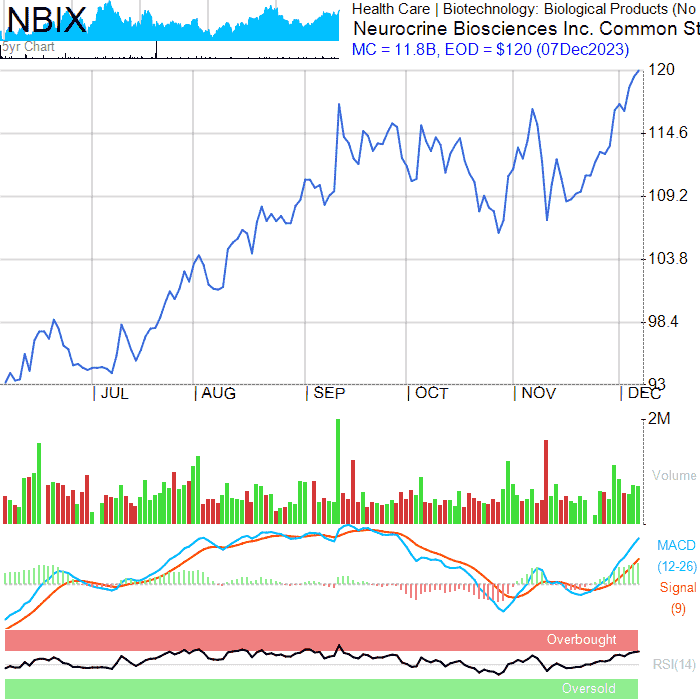 NBIX
5yr Chart
Health Care | Biotechnology: Biological Products (No
Neurocrine Biosciences Inc. Common St
MC = 11.8B, EOD = $120 (07Dec2023)
120
114.6
109.2
103.8
98.4
93
JUL AUG SEP OCT NOV DEC
2M
Volume
MACD
(12-26)
Signal
(9)
Overbought
RSI(14)
Oversold